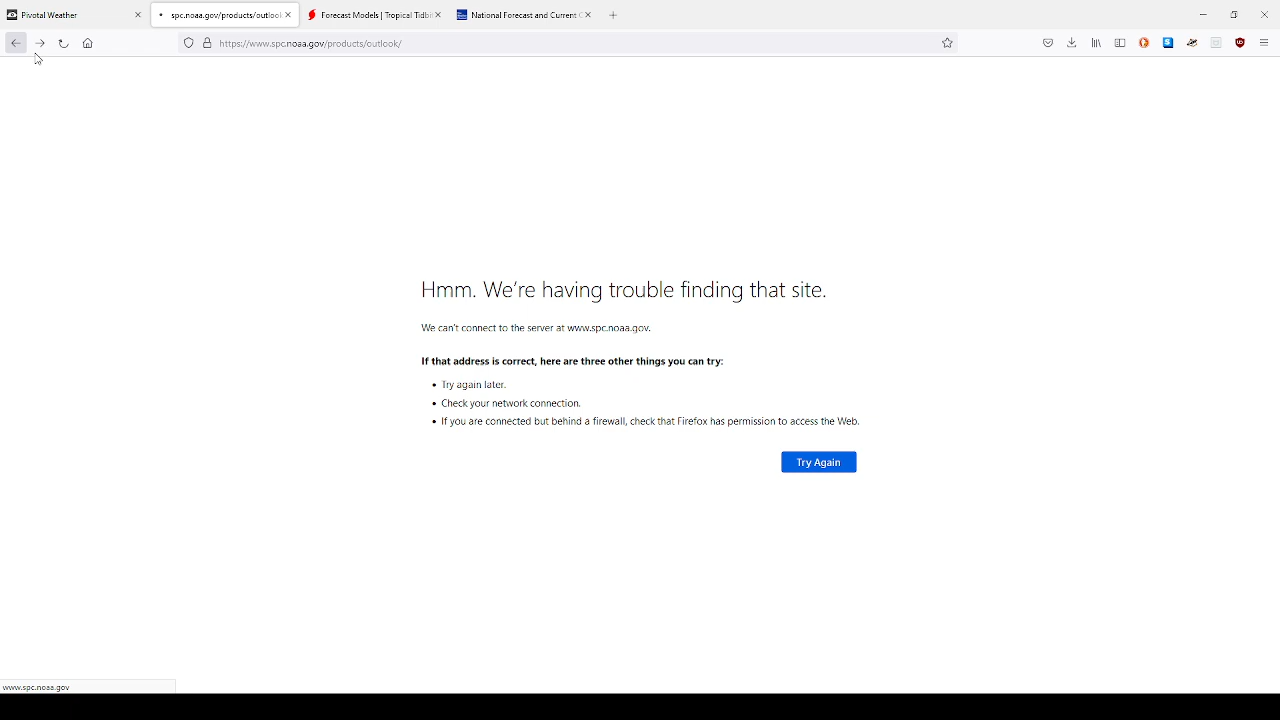 Pivotal Weather
spc.noaa.gov/products/outlool
Forecast Models | Tropical Tidbi
National Forecast and Current C
https://www.spc.noaa.gov/products/outlook/
Hmm. We're having trouble finding that site.
We can't connect to the server at www.spc.noaa.gov.
If that address is correct, here are three other things you can try:
• Try again later.
• Check your network connection.
• If you are connected but behind a firewall, check that Firefox has permission to access the Web.
Try Again
www.spc.noaa.gov